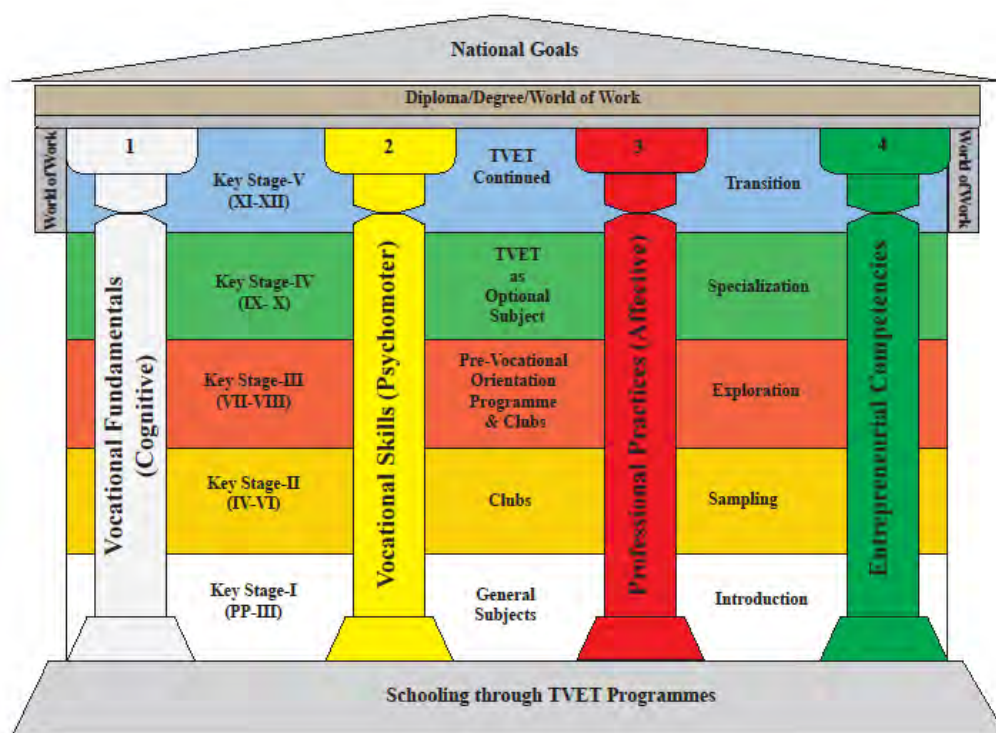 National Goals
Diploma/Degree/World of Work
World of Work
1
2
3
4
World of Work
Key Stage-V
(XI-XII)
TVET
Continued
Transition
Key Stage-IV
(IX- X)
TVET
as
Optional
Subject
Specialization
Key Stage-III
(VII-VIII)
Pre-Vocational
Orientation
Programme
& Clubs
Exploration
Key Stage-II
(IV-VI)
Clubs
Sampling
Key Stage-I
(PP-III)
General
Subjects
Introduction
Vocational Fundamentals
(Cognitive)
Vocational Skills (Psychomoter)
Professional Practices (Affective)
Entrepreneurial Competencies
Schooling through TVET Programmes